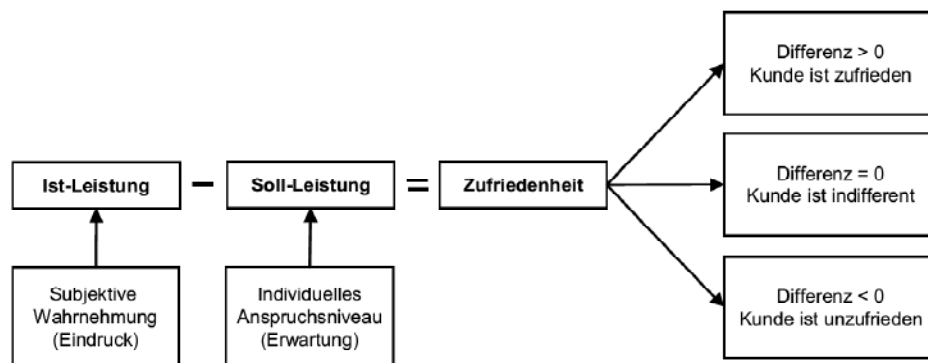 Differenz > 0
Kunde ist zufrieden
Ist-Leistung – Soll-Leistung = Zufriedenheit
Differenz = 0
Kunde ist indifferent
Subjektive
Wahrnehmung
(Eindruck)
Individuelles
Anspruchsniveau
(Erwartung)
Differenz < 0
Kunde ist unzufrieden